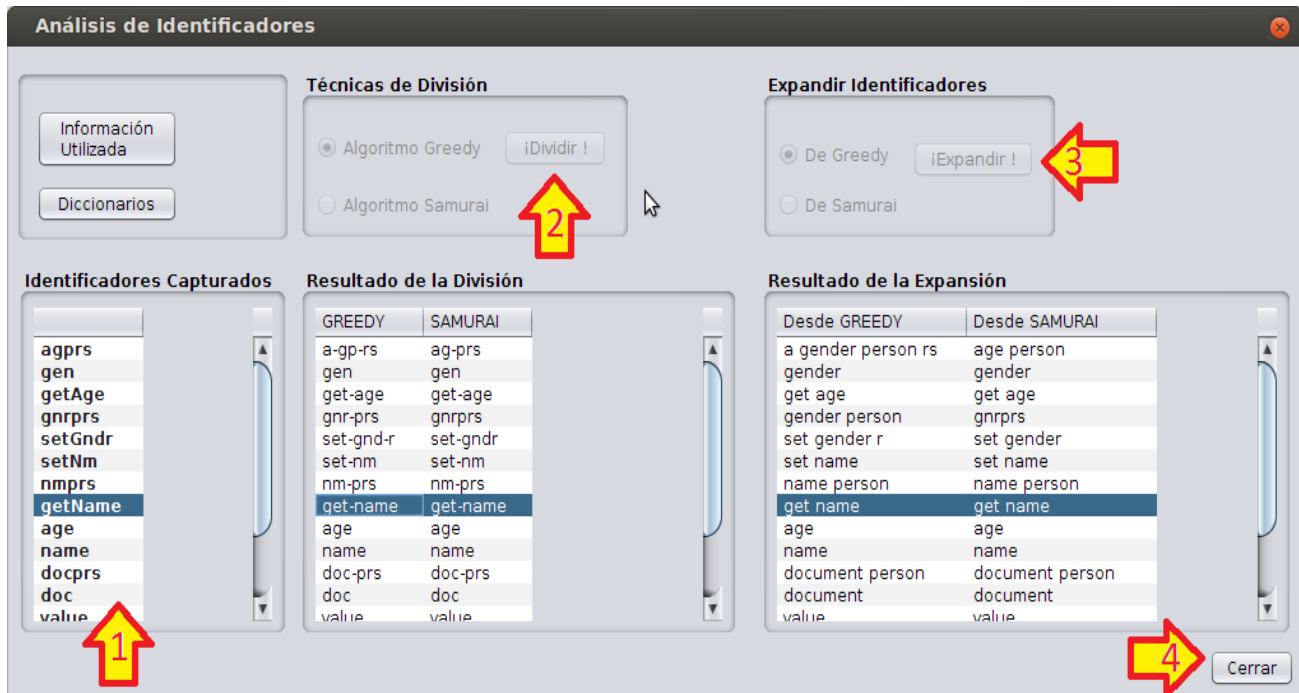 Análisis de Identificadores
Información
Utilizada
Diccionarios
Técnicas de División
Algoritmo Greedy
¡Dividir !
Algoritmo Samurai
2
Expandir Identificadores
De Greedy
¡Expandir !
De Samurai
3
Identificadores Capturados
agprs
gen
getAge
gnrprs
setGndr
setNm
nmprs
getName
age
name
docprs
doc
value
1
Resultado de la División
GREEDY SAMURAI
a-gp-rs ag-prs
gen gen
get-age get-age
gnr-prs gnrprs
set-gnd-r set-gndr
set-nm set-nm
nm-prs nm-prs
get-name get-name
age age
name name
doc-prs doc-prs
doc doc
value value
Resultado de la Expansión
Desde GREEDY Desde SAMURAI
a gender person rs age person
gender gender
get age get age
gender person gnrprs
set gender r set gender
set name set name
name person name person
get name get name
age age
name name
document person document person
document document
value value
4
Cerrar